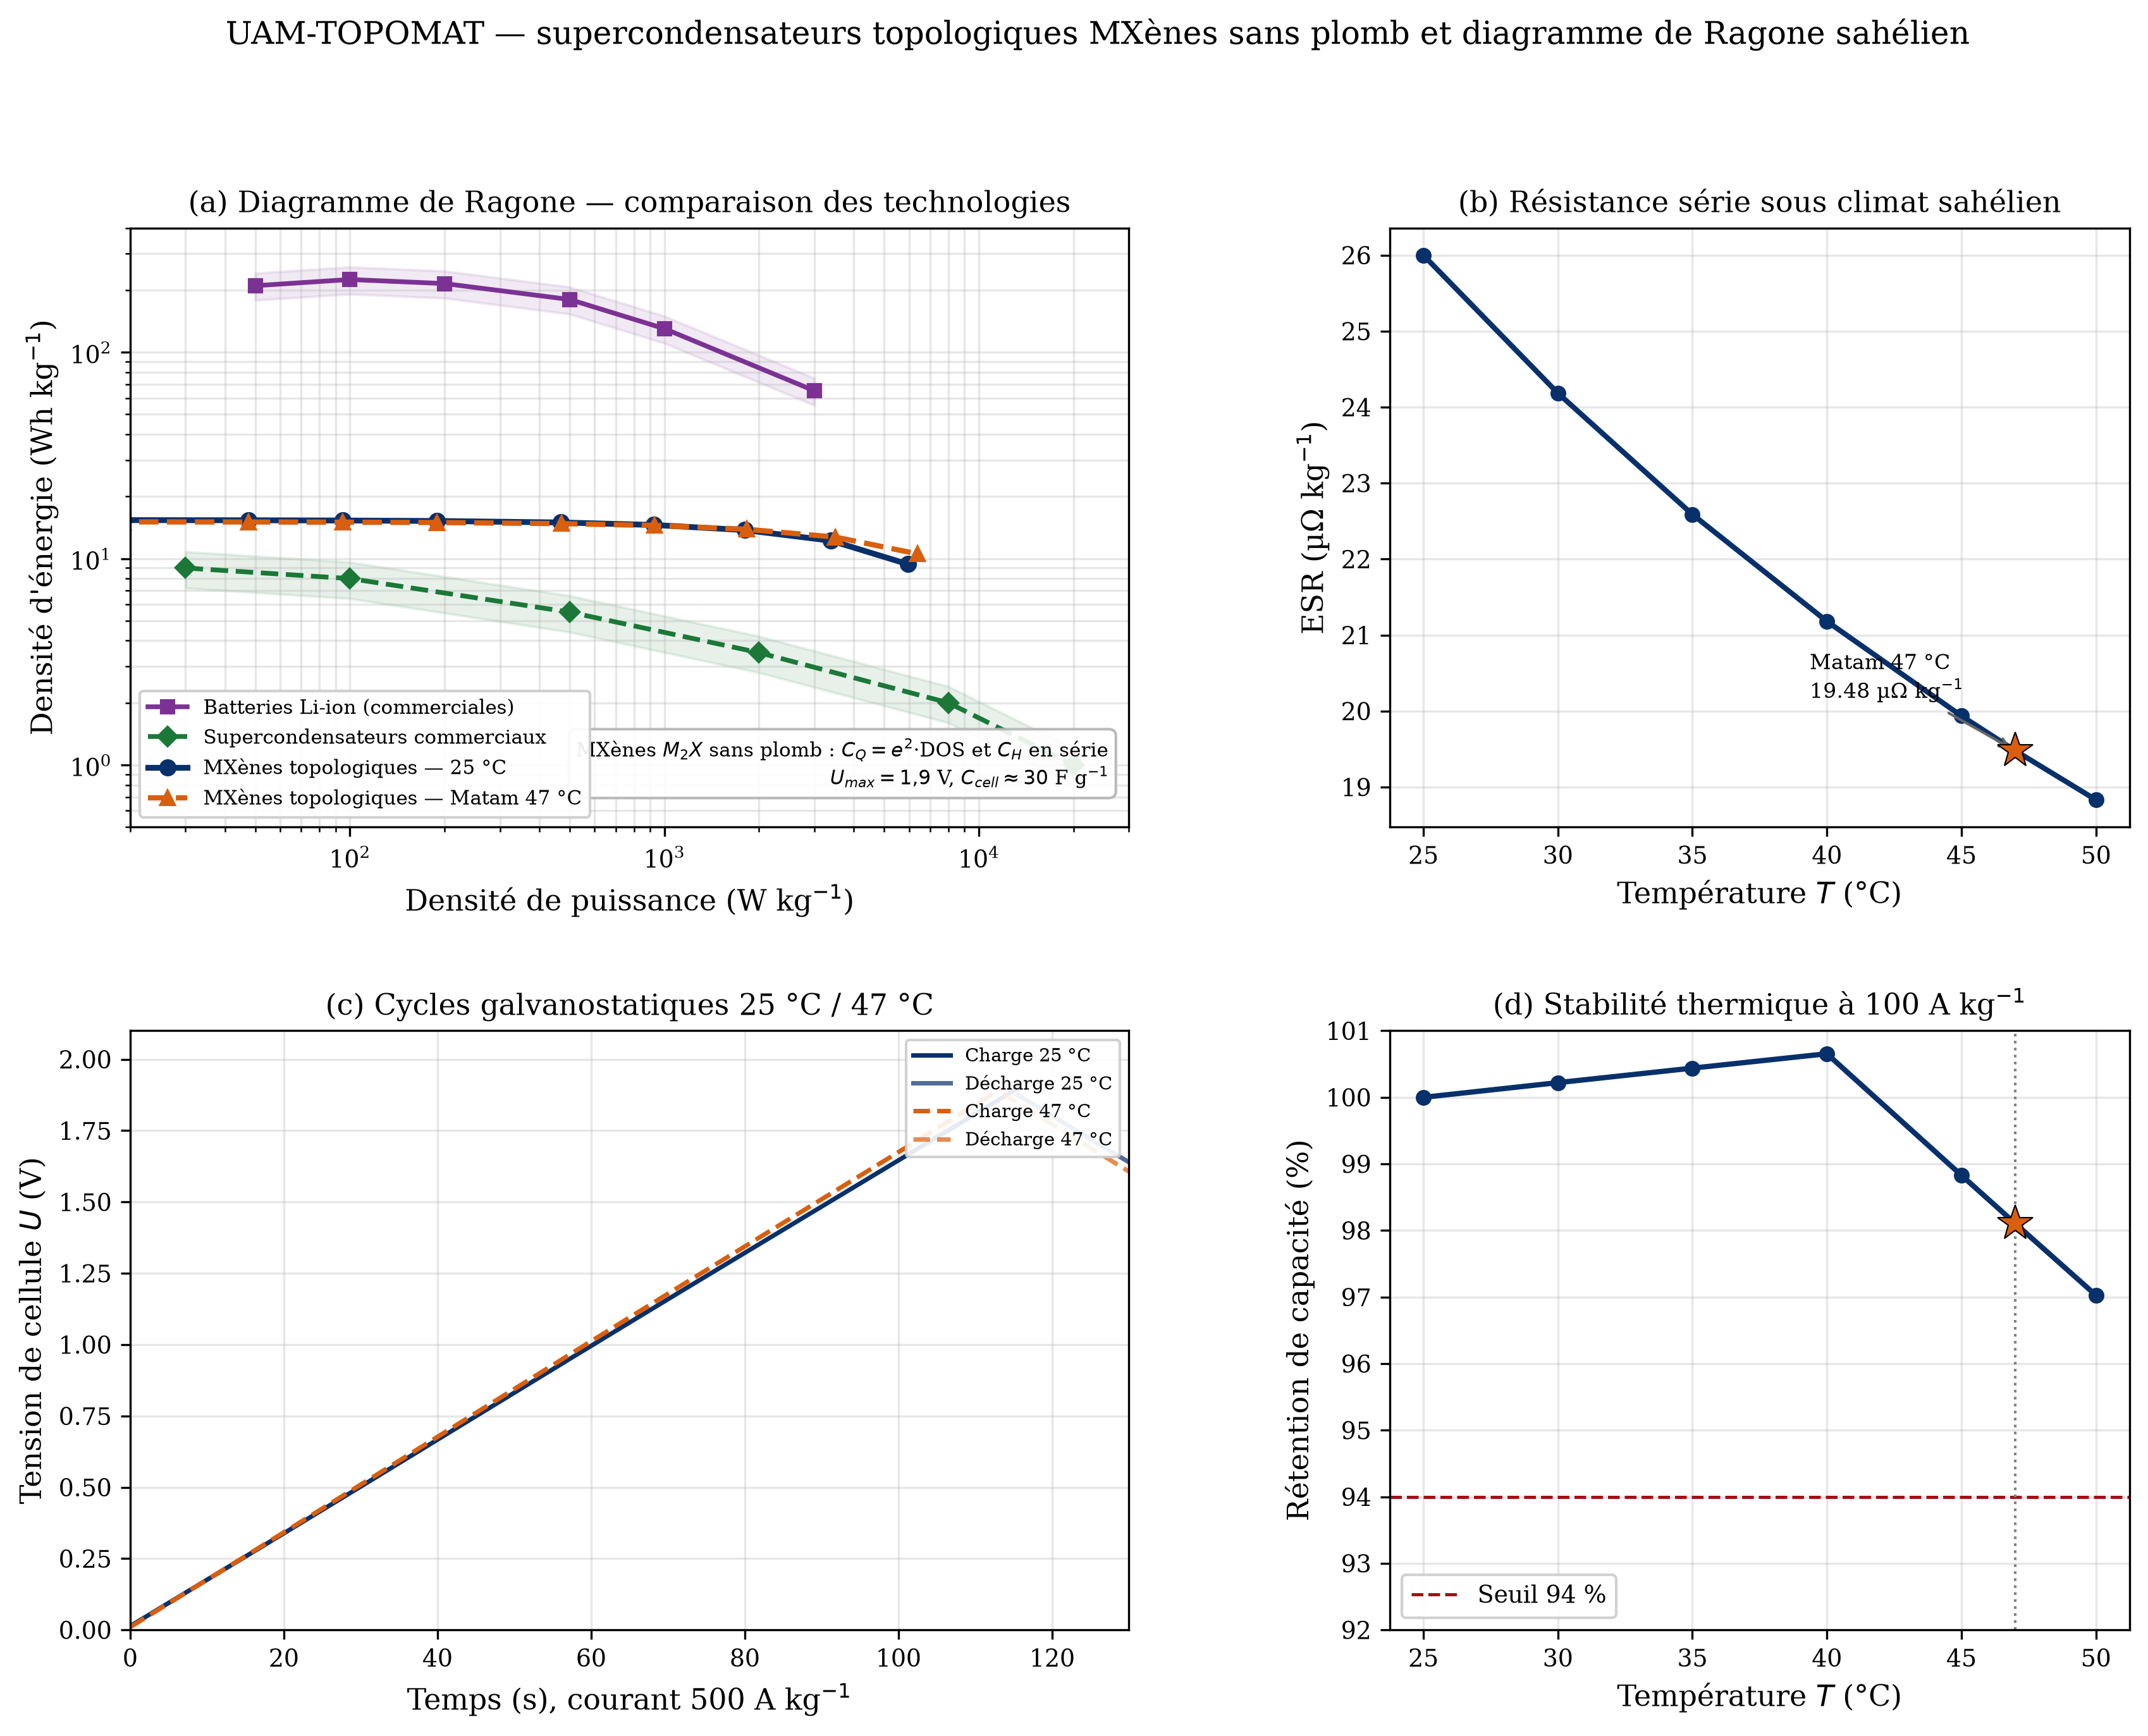 UAM-TOPOMAT — supercondensateurs topologiques MXènes sans plomb et diagramme de Ragone sahélien
(a) Diagramme de Ragone — comparaison des technologies
Densité d'énergie (Wh kg⁻¹)
10²
10¹
10⁰
Batteries Li-ion (commerciales)
Supercondensateurs commerciaux
MXènes topologiques — 25 °C
MXènes topologiques — Matam 47 °C
MXènes M₂X sans plomb : C_Q = e²·DOS et C_H en série
U_max = 1,9 V, C_cell ≈ 30 F g⁻¹
10²
10³
10⁴
Densité de puissance (W kg⁻¹)
(b) Résistance série sous climat sahélien
ESR (µΩ kg⁻¹)
26
25
24
23
22
21
20
19
Matam 47 °C
19.48 µΩ kg⁻¹
25
30
35
40
45
50
Température T (°C)
(c) Cycles galvanostatiques 25 °C / 47 °C
Tension de cellule U (V)
2.00
1.75
1.50
1.25
1.00
0.75
0.50
0.25
0.00
Charge 25 °C
Décharge 25 °C
Charge 47 °C
Décharge 47 °C
0
20
40
60
80
100
120
Temps (s), courant 500 A kg⁻¹
(d) Stabilité thermique à 100 A kg⁻¹
Rétention de capacité (%)
101
100
99
98
97
96
95
94
93
92
Seuil 94 %
25
30
35
40
45
50
Température T (°C)